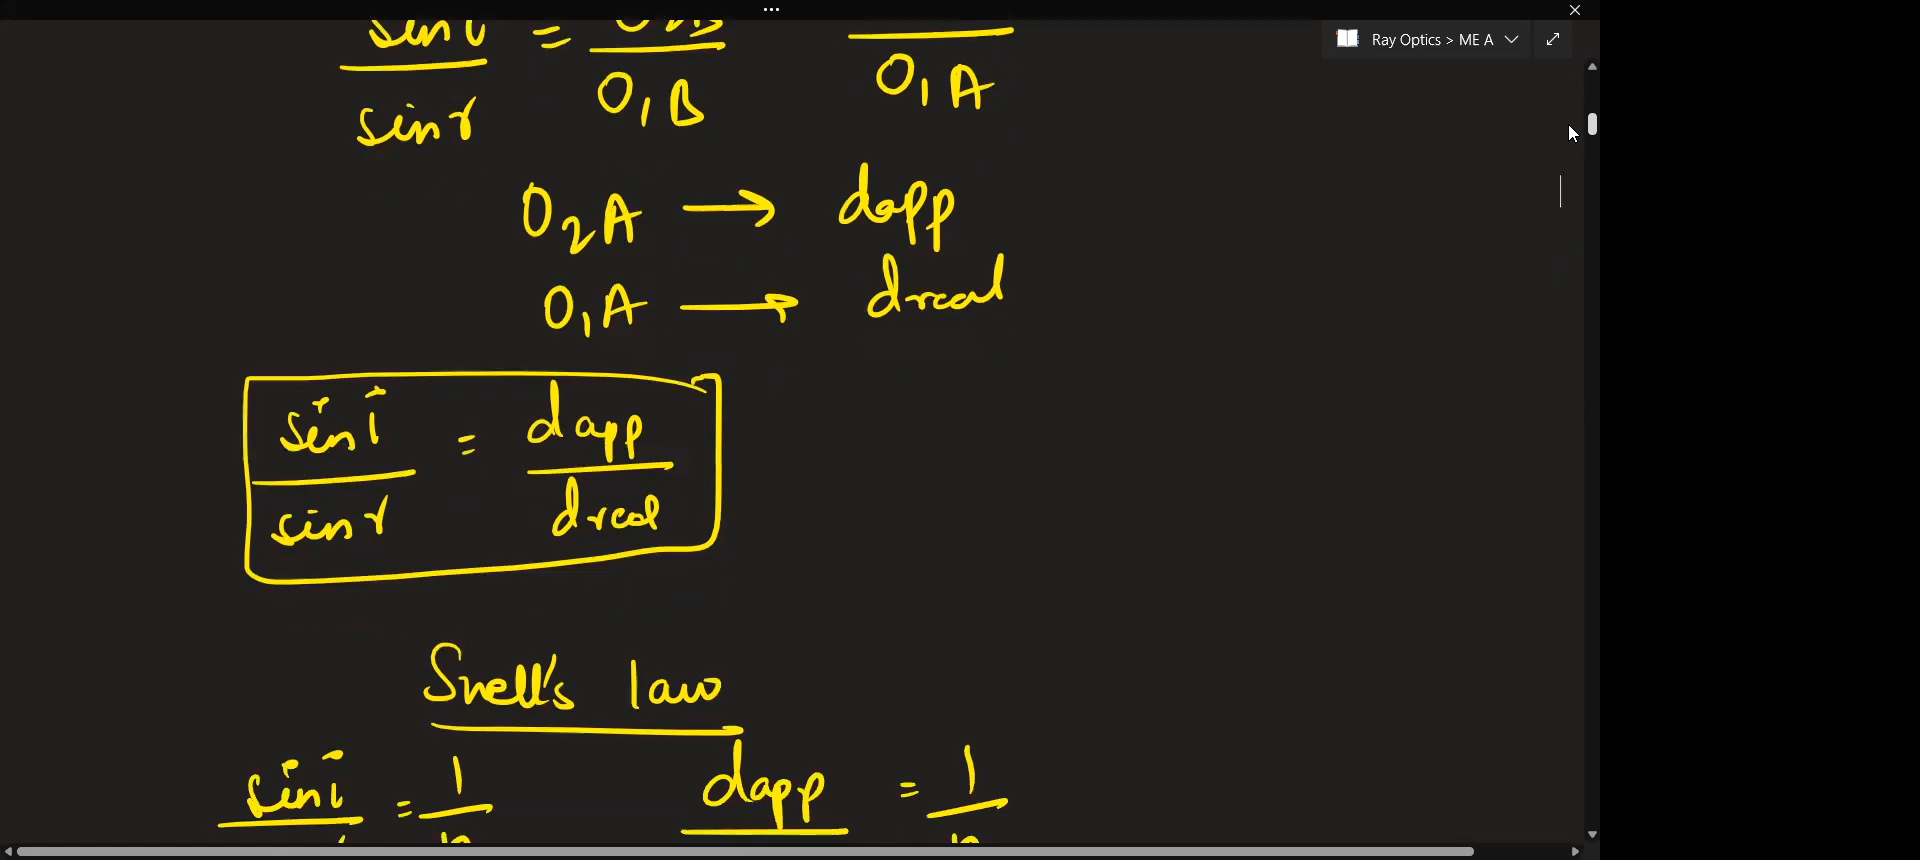 Ray Optics > ME A
sin i / sin r = / O₁B / O₁A
O₂A → dapp
O₁A → dreal
sin i / sin r = dapp / dreal
Snell's law
sin i = 1 dapp = 1